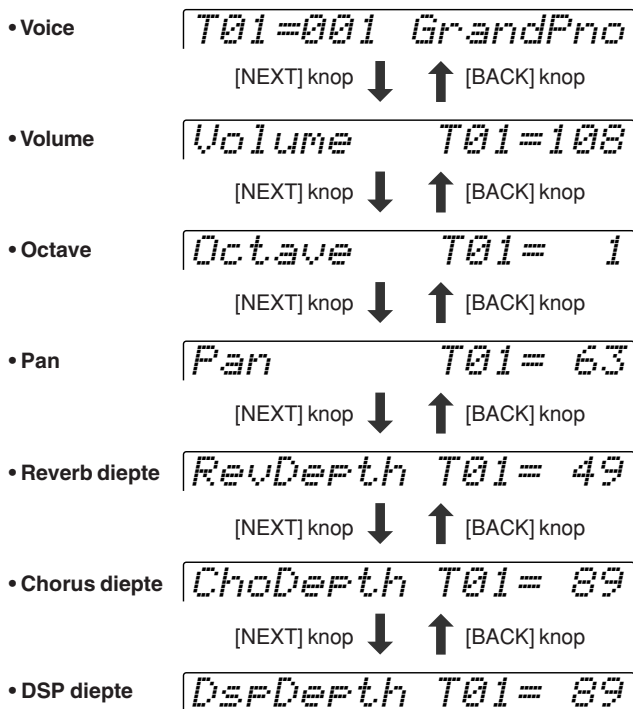 • Voice T01=001 GrandPno
[NEXT] knop [BACK] knop
• Volume Volume T01=108
[NEXT] knop [BACK] knop
• Octave Octave T01= 1
[NEXT] knop [BACK] knop
• Pan Pan T01= 63
[NEXT] knop [BACK] knop
• Reverb diepte RevDepth T01= 49
[NEXT] knop [BACK] knop
• Chorus diepte ChoDepth T01= 89
[NEXT] knop [BACK] knop
• DSP diepte DspDepth T01= 89